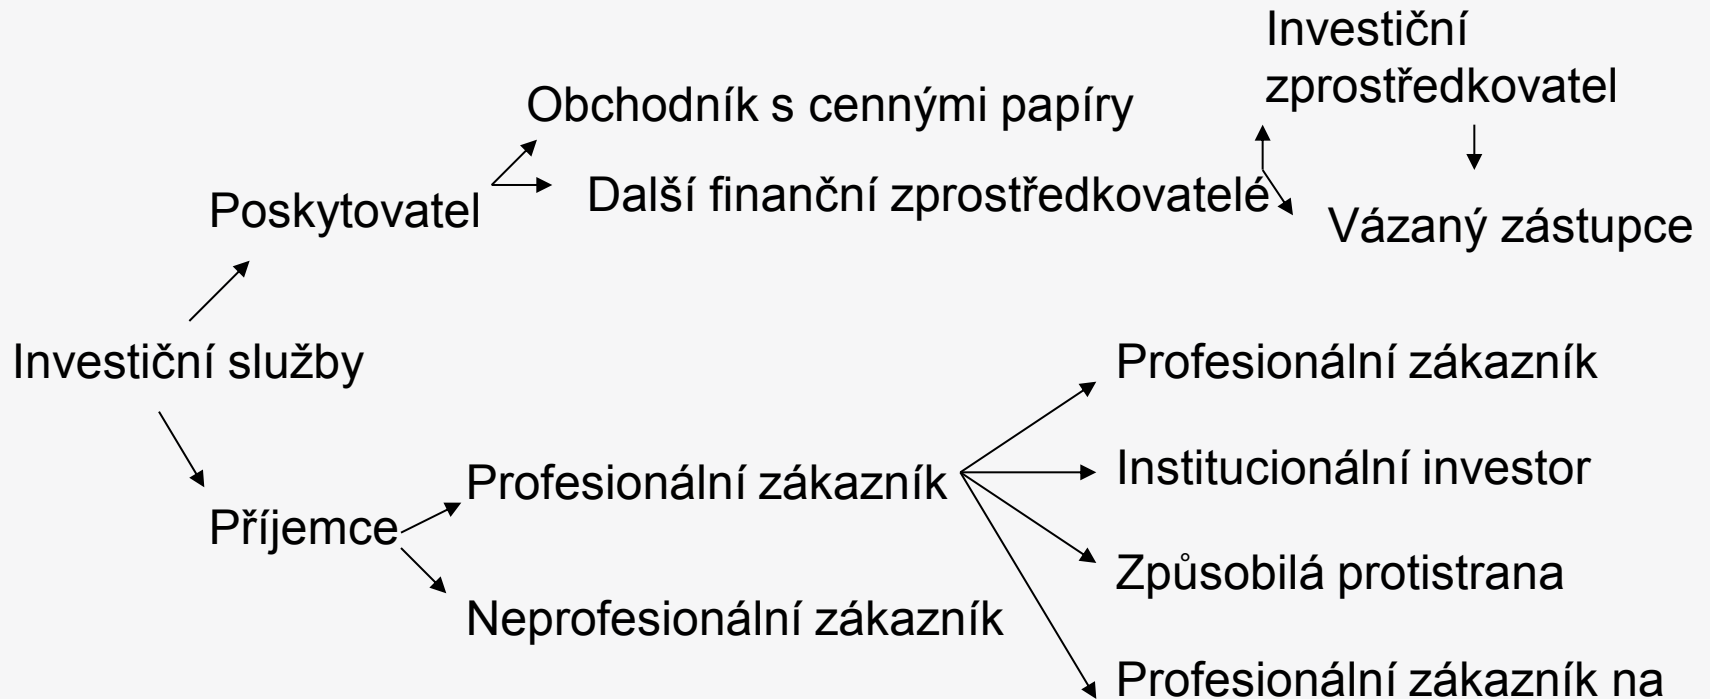 Investiční
zprostředkovatel
Obchodník s cennými papíry
Další finanční zprostředkovatelé
Poskytovatel
Vázaný zástupce
Investiční služby
Profesionální zákazník
Institucionální investor
Profesionální zákazník
Příjemce
Způsobilá protistrana
Neprofesionální zákazník
Profesionální zákazník na